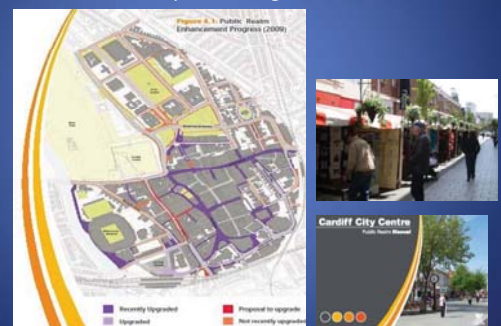 Figure 4.1: Public Realm
Enhancement Progress (2009)
Recently Upgraded
Upgraded
Proposal to upgrade
Not recently upgraded
Cardiff City Centre
Public Realm Manual